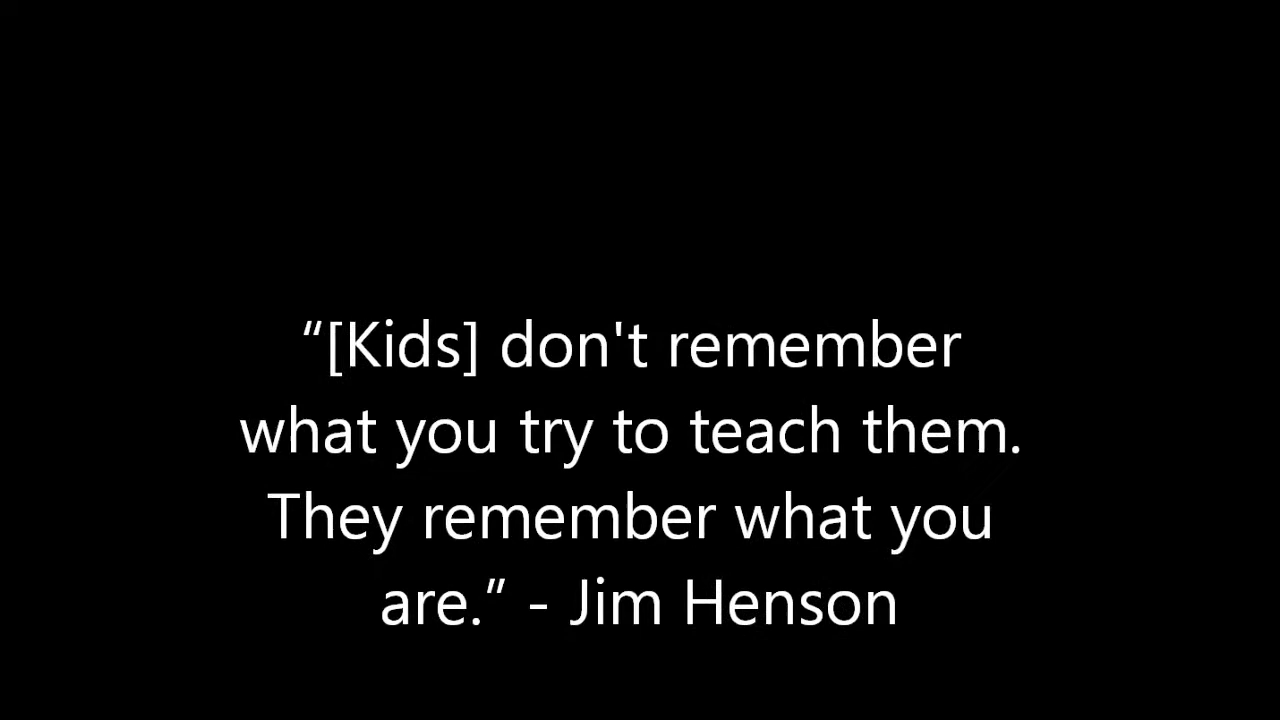 “[Kids] don't remember
what you try to teach them.
They remember what you
are.” - Jim Henson